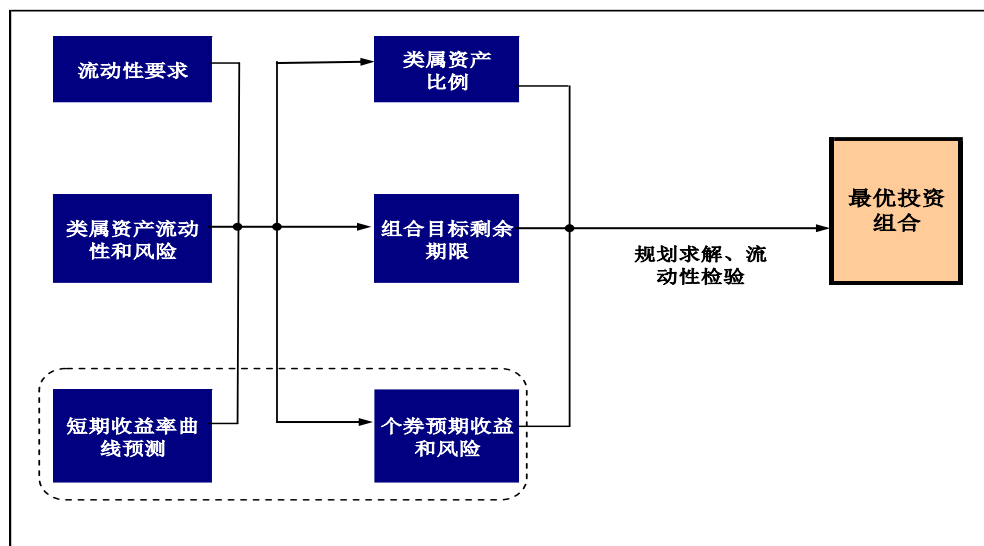 流动性要求
类属资产流动
性和风险
短期收益率曲
线预测
类属资产
比例
组合目标剩余
期限
个券预期收益
和风险
规划求解、流
动性检验
最优投资
组合